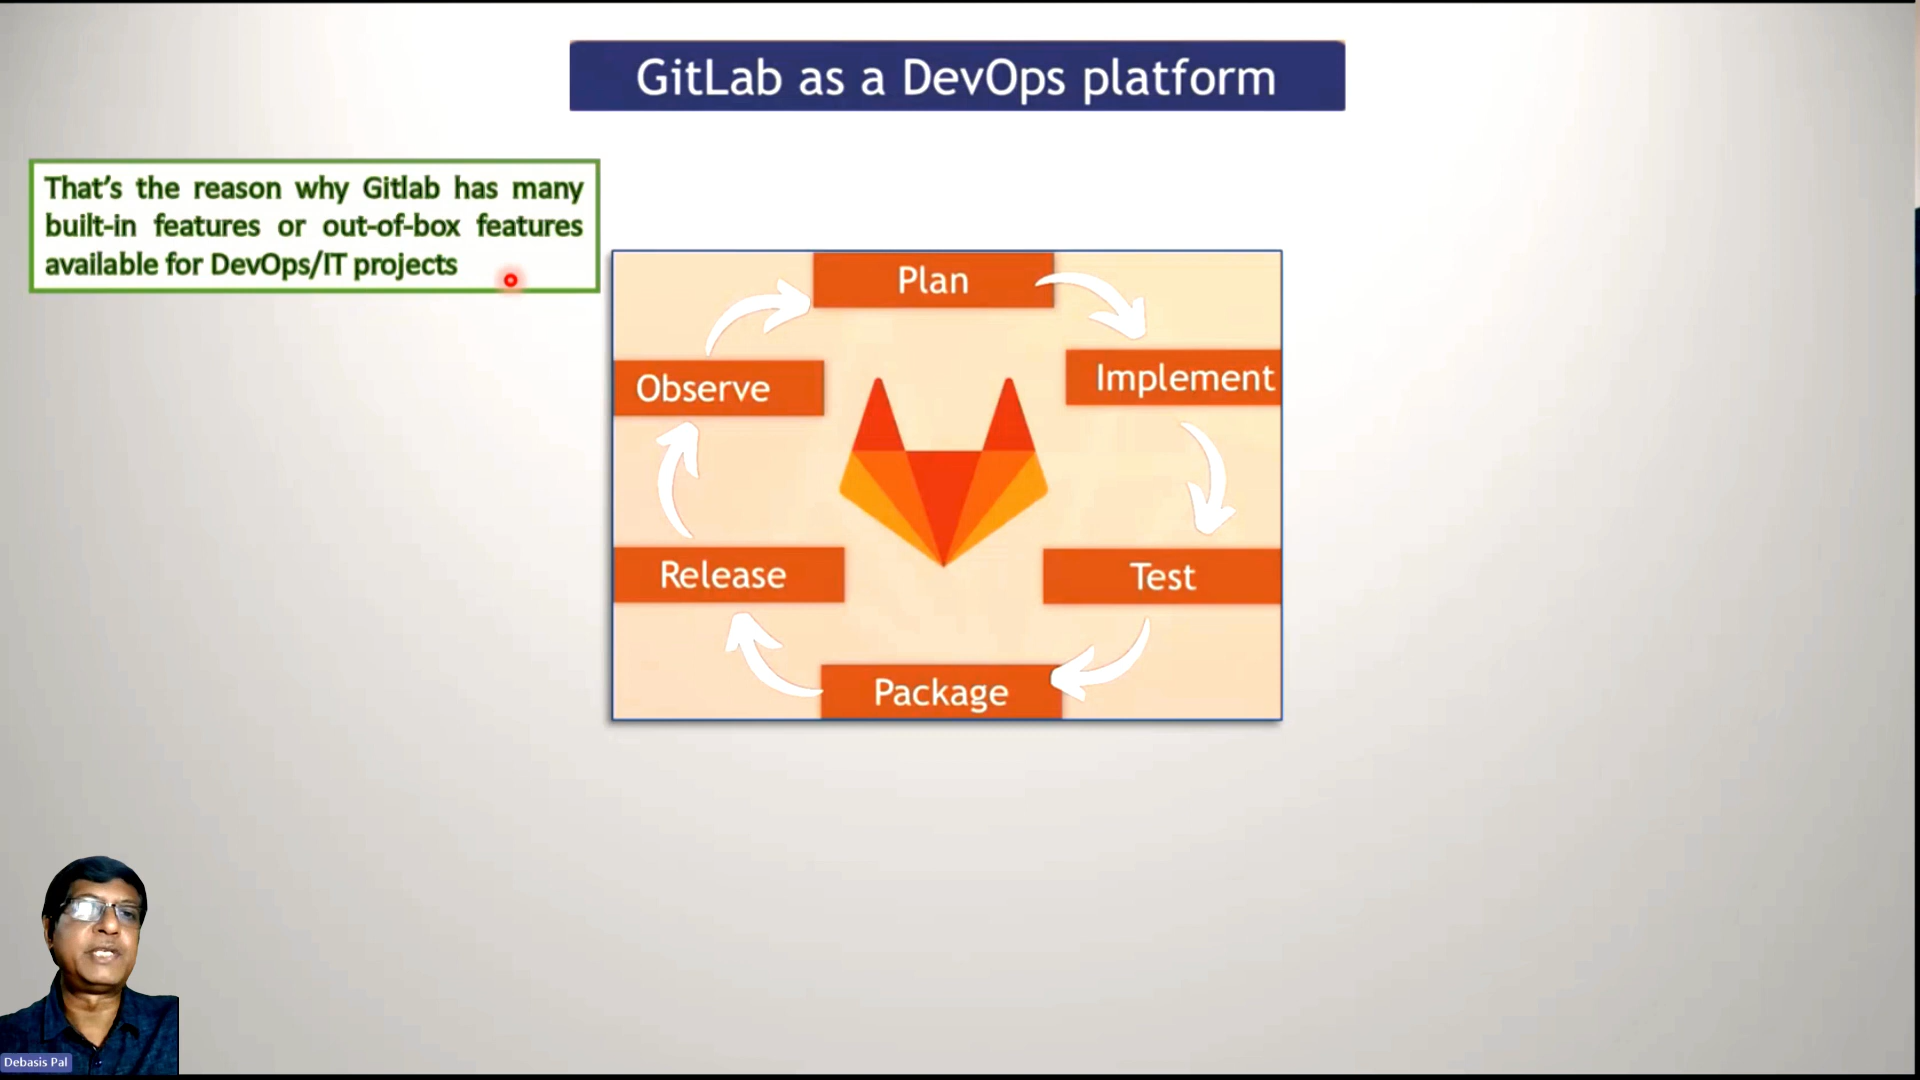 GitLab as a DevOps platform
That's the reason why Gitlab has many
built-in features or out-of-box features
available for DevOps/IT projects
Plan
Implement
Test
Package
Release
Observe
Debasis Pal